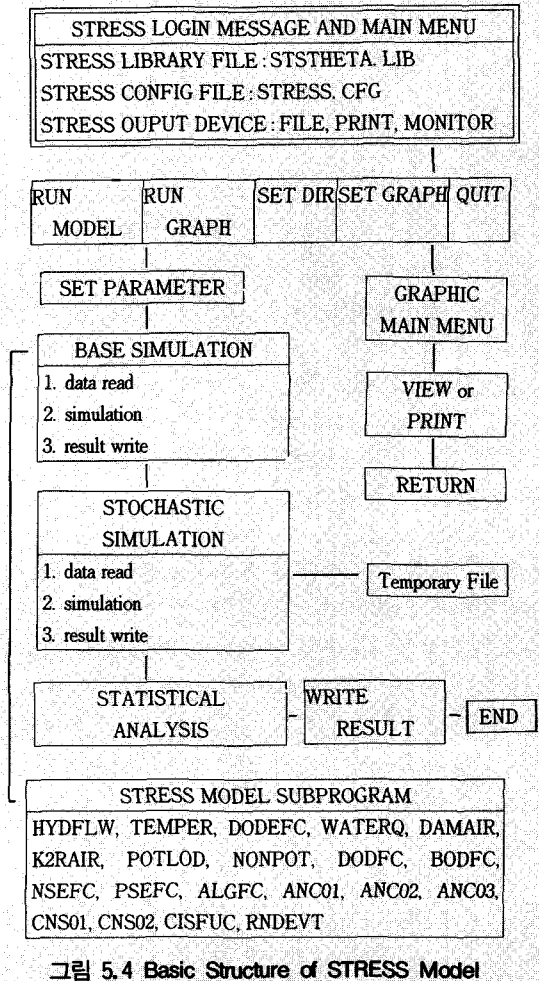 STRESS LOGIN MESSAGE AND MAIN MENU
STRESS LIBRARY FILE : STSTHETA. LIB
STRESS CONFIG FILE : STRESS. CFG
STRESS OUPUT DEVICE : FILE, PRINT, MONITOR
RUN MODEL
RUN GRAPH
SET DIR
SET GRAPH
QUIT
SET PARAMETER
BASE SIMULATION
1. data read
2. simulation
3. result write
STOCHASTIC
SIMULATION
1. data read
2. simulation
3. result write
STATISTICAL
ANALYSIS
WRITE
RESULT
END
GRAPHIC
MAIN MENU
VIEW or
PRINT
RETURN
Temporary File
STRESS MODEL SUBPROGRAM
HYDFLW, TEMPER, DODEFC, WATERQ, DAMAIR,
K2RAIR, POTLOD, NONPOT, DODFC, BODFC,
NSEFC, PSEFC, ALGFC, ANC01, ANC02, ANC03,
CNS01, CNS02, CISFUC, RNDEVT
그림 5.4 Basic Structure of STRESS Model